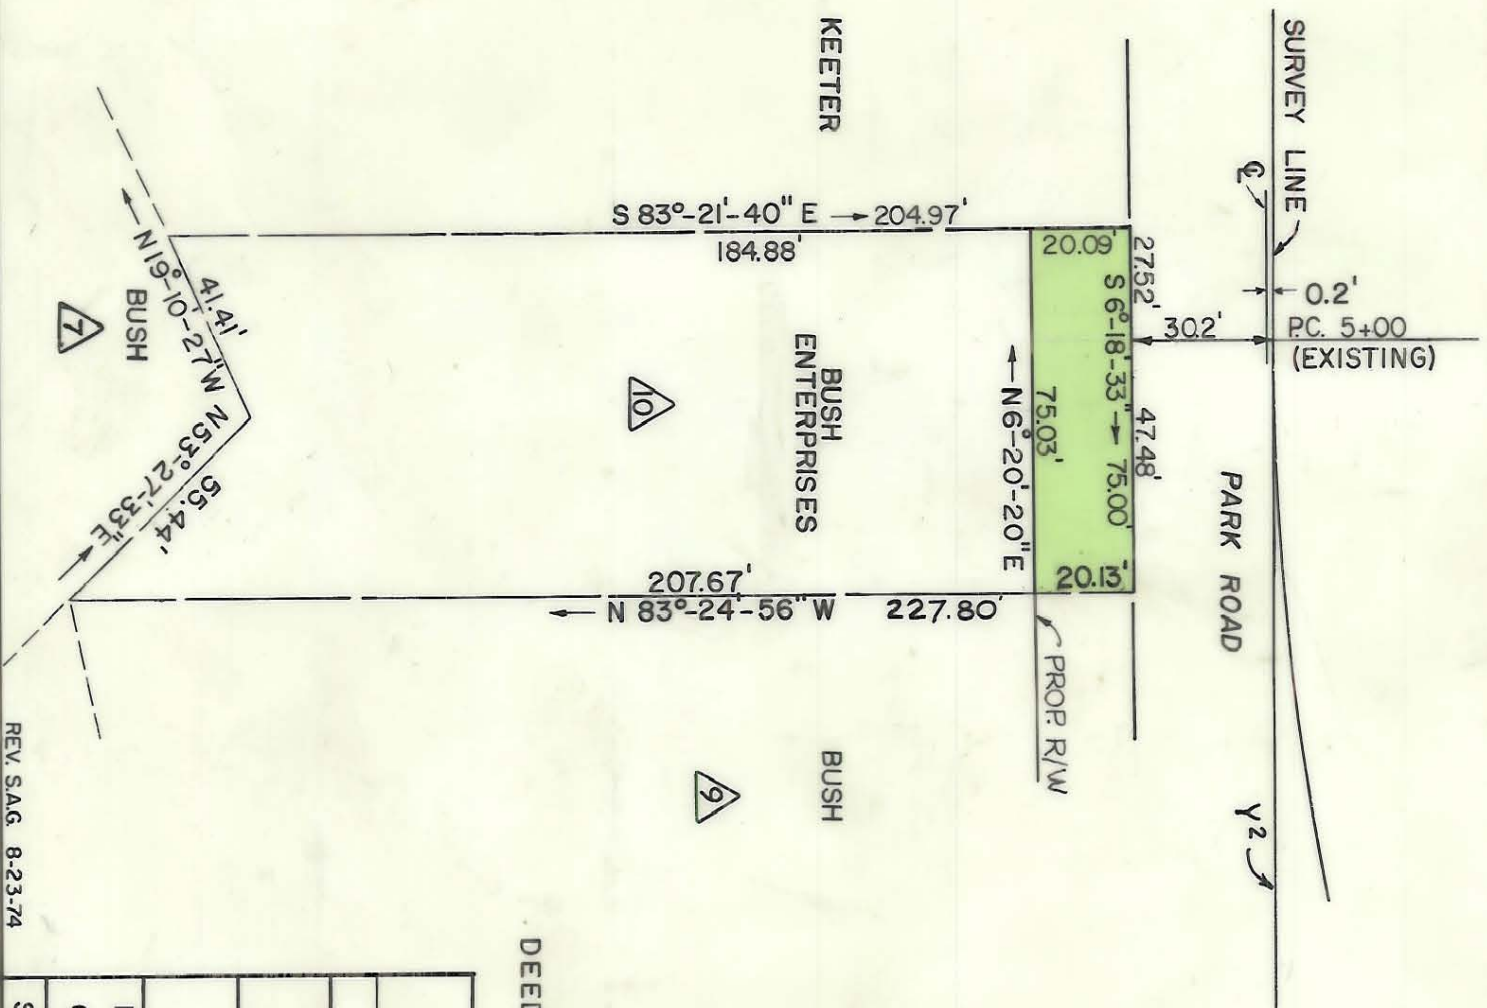 SURVEY LINE
KEETER
℄
S 83°-21'-40" E → 204.97'
184.88'
20.09'
27.52'
S 6°-18'-33" → 75.00'
47.48'
0.2'
30.2'
P.C. 5+00
(EXISTING)
N19°-10'-27"W
41.41'
BUSH
7
N 53°-27'-33"E
55.44'
10
BUSH
ENTERPRISES
← N6°-20'-20"E
75.03'
20.13'
PARK ROAD
207.67'
← N 83°-24'-56" W 227.80'
PROP. R/W
BUSH
9
Y2
REV. S.A.G. 8-23-74
DEED